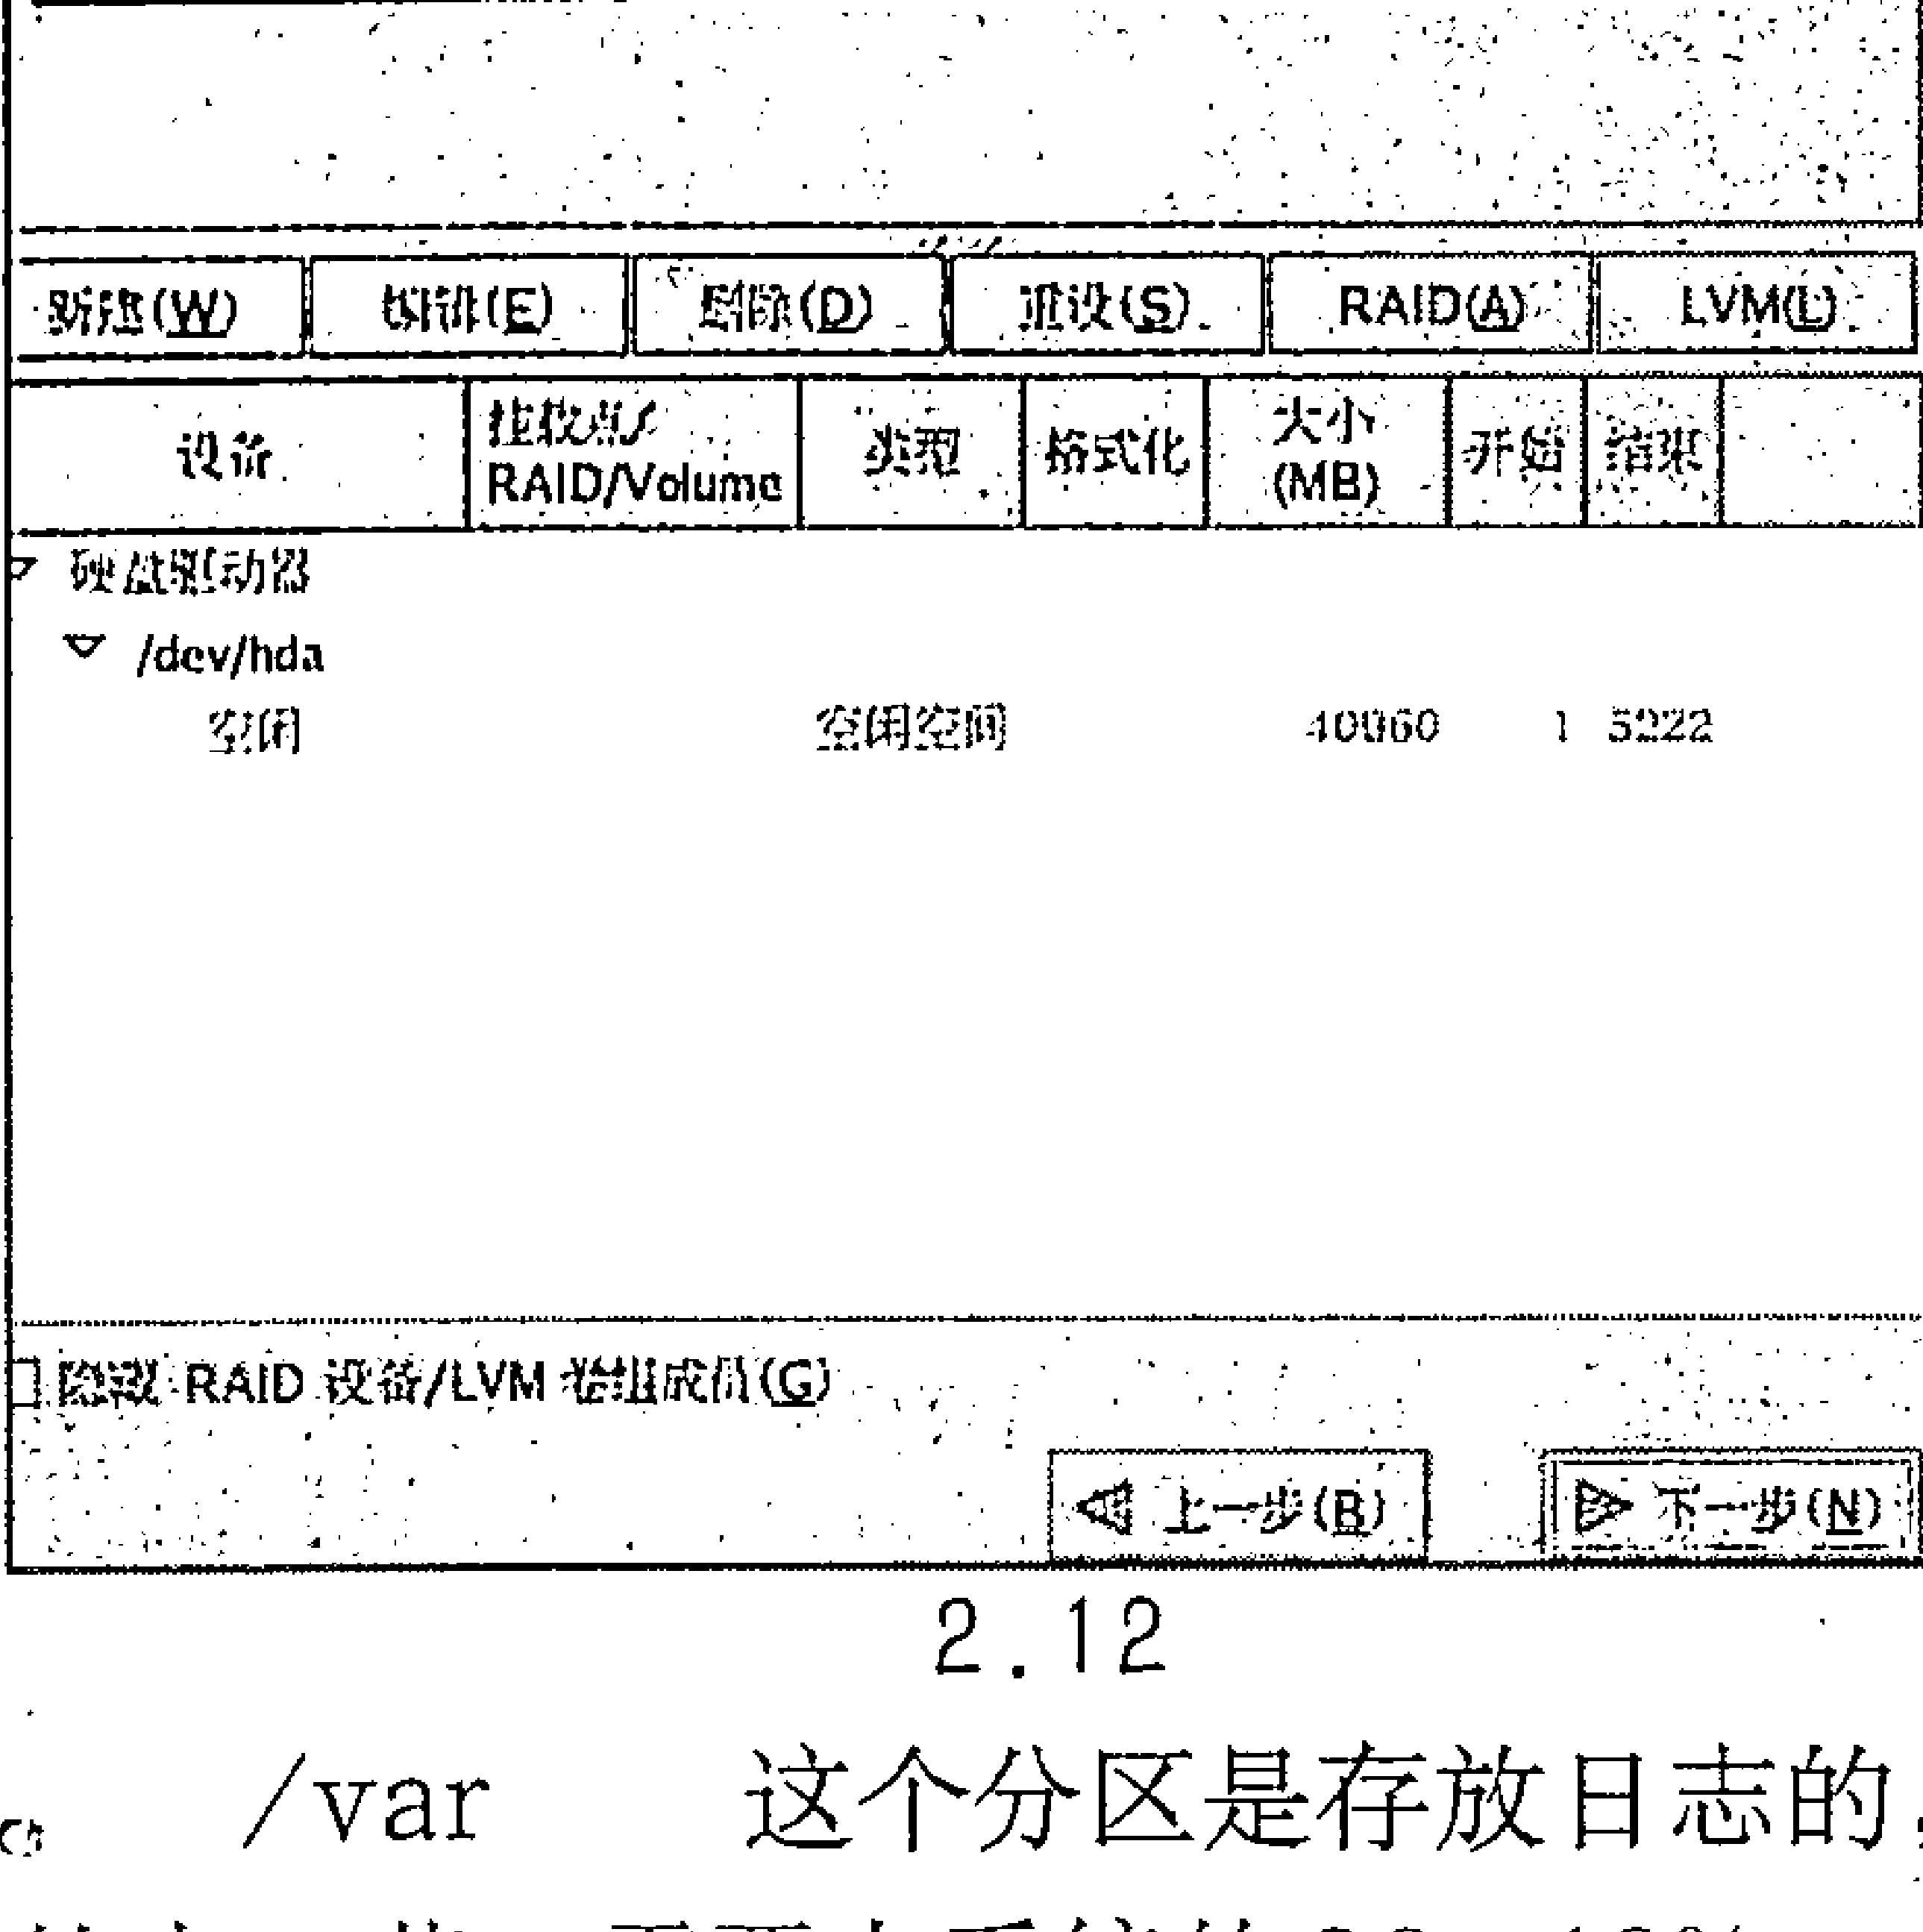 新建(W) 编辑(E) 删除(D) 重设(S) RAID(A) LVM(L)
设备 挂载点/ RAID/Volume 类型 格式化 大小 (MB) 开始 结束
硬盘驱动器
/dev/hda
空闲 空闲空间 40960 1 5222
隐藏 RAID 设备/LVM 卷组成员(G)
上一步(B) 下一步(N)
2.12
/var 这个分区是存放日志的